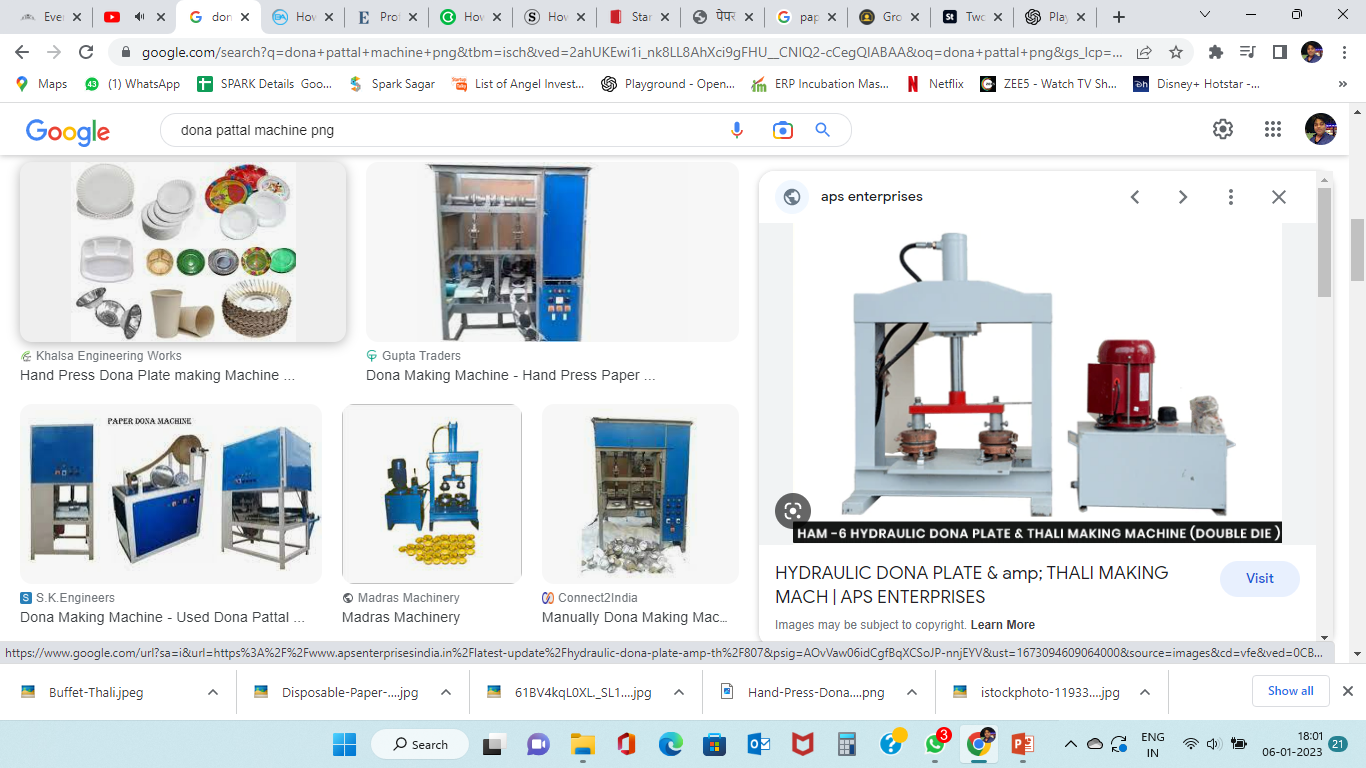 Ever
dona
How
Prof
How
How
Star
पेपर
pap
Gro
Two
Play
google.com/search?q=dona+pattal+machine+png&tbm=isch&ved=2ahUKEwi1i_nk8LL8AhXci9gFHU__CNIQ2-cCegQIABAA&oq=dona+pattal+png&gs_lcp=...
Maps
43 (1) WhatsApp
SPARK Details Goo...
Spark Sagar
List of Angel Invest...
Playground - Open...
ERP Incubation Mas...
Netflix
ZEE5 - Watch TV Sh...
Disney+ Hotstar -...
»
Google
dona pattal machine png
Khalsa Engineering Works
Hand Press Dona Plate making Machine ...
Gupta Traders
Dona Making Machine - Hand Press Paper ...
PAPER DONA MACHINE
S.K.Engineers
Dona Making Machine - Used Dona Pattal ...
Madras Machinery
Madras Machinery
Connect2India
Manually Dona Making Mac...
aps enterprises
HAM -6 HYDRAULIC DONA PLATE & THALI MAKING MACHINE (DOUBLE DIE )
HYDRAULIC DONA PLATE & amp; THALI MAKING
MACH | APS ENTERPRISES
Visit
Images may be subject to copyright. Learn More
https://www.google.com/url?sa=i&url=https%3A%2F%2Fwww.apsenterprisesindia.in%2Flatest-update%2Fhydraulic-dona-plate-amp-th%2F807&psig=AOvVaw06idCgfBqXCSoJP-nnjEYV&ust=1673094609064000&source=images&cd=vfe&ved=0CB...
Buffet-Thali.jpeg
Disposable-Paper-....jpg
61BV4kqL0XL._SL1....jpg
Hand-Press-Dona....png
istockphoto-11933....jpg
Show all
Search
3
ENG
IN
18:01
06-01-2023
21